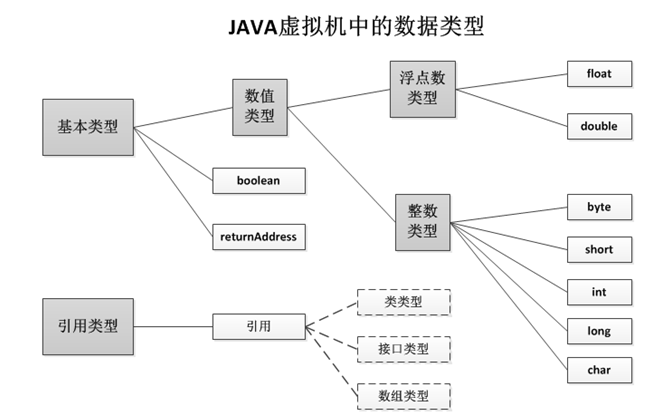 JAVA虚拟机中的数据类型
基本类型
数值
类型
boolean
returnAddress
浮点数
类型
float
double
整数
类型
byte
short
int
long
char
引用类型
引用
类类型
接口类型
数组类型